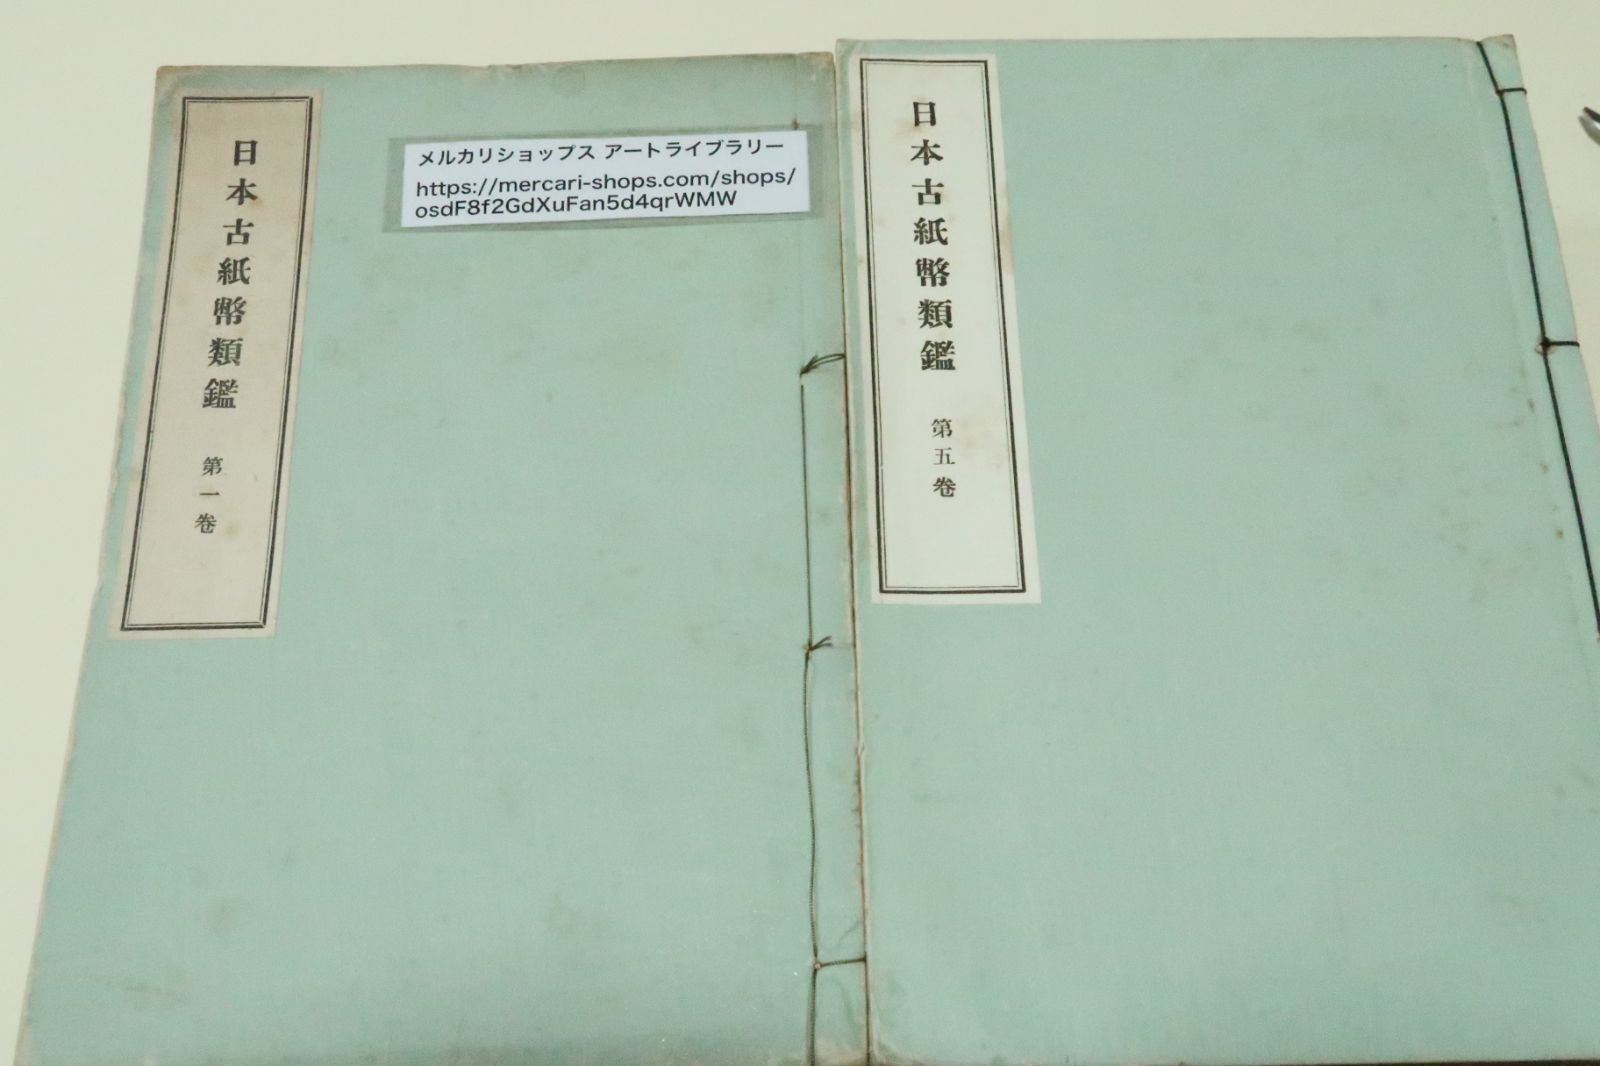 日本古紙幣類鑑 第一巻
メルカリショップス アートライブラリー
https://mercari-shops.com/shops/
osdF8f2GdXuFan5d4qrWMW
日本古紙幣類鑑 第五巻